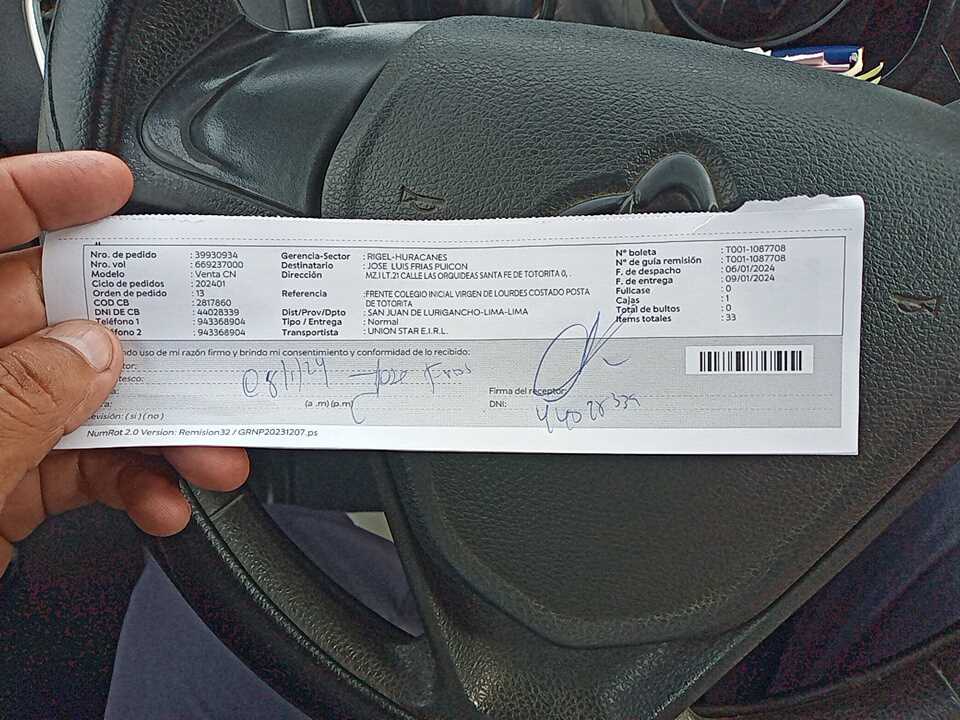 Nro. de pedido : 39930934
Nro. vol : 669237000
Modelo : Venta CN
Ciclo de pedido : 202401
Orden de pedido : 13
COD CB : 2817860
DNI DE CB : 44028339
Teléfono 1 : 943368904
fono 2 : 943368904
Gerencia-Sector : RIGEL-HURACANES
Destinatario : JOSE LUIS FRIAS PUICON
Dirección : MZ.I LT.21 CALLE LAS ORQUIDEAS SANTA FE DE TOTORITA 0, .
Referencia : FRENTE COLEGIO INICIAL VIRGEN DE LOURDES COSTADO POSTA
DE TOTORITA
Dist/Prov/Dpto : SAN JUAN DE LURIGANCHO-LIMA-LIMA
Tipo / Entrega : Normal
Transportista : UNION STAR E.I.R.L.
N° boleta : T001-1087708
N° de guía remisión : T001-1087708
F. de despacho : 06/01/2024
F. de entrega : 09/01/2024
Fullcase : 0
Cajas : 1
Total de bultos : 0
Items totales : 33
ndo uso de mi razón firmo y brindo mi consentimiento y conformidad de lo recibido:
08/1/24 Jose Frias
tesco:
(a .m) (p.m)
Firma del receptor:
DNI: 44028339
evisión: ( si ) ( no )
NumRot 2.0 Version: Remision32 / GRNP20231207.ps